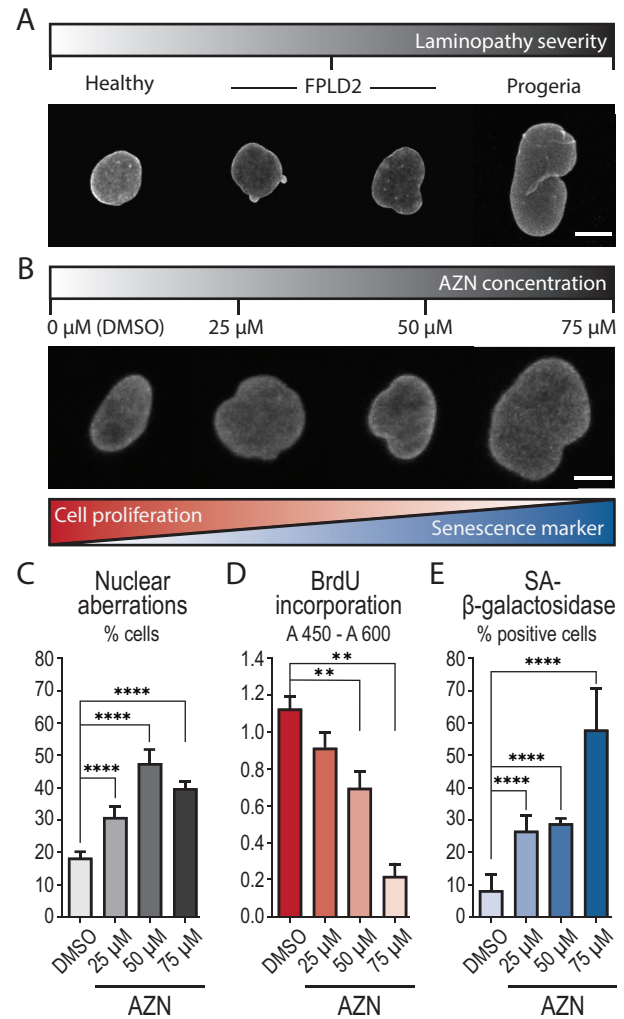 A
Laminopathy severity
Healthy
FPLD2
Progeria
B
AZN concentration
0 µM (DMSO)
25 µM
50 µM
75 µM
Cell proliferation
Senescence marker
C
Nuclear
aberrations
% cells
80
70
60
50
40
30
20
10
0
****
****
****
DMSO
25 µM
50 µM
75 µM
AZN
D
BrdU
incorporation
A 450 - A 600
1.4
1.2
1.0
0.8
0.6
0.4
0.2
0.0
**
**
DMSO
25 µM
50 µM
75 µM
AZN
E
SA-
β-galactosidase
% positive cells
80
70
60
50
40
30
20
10
0
****
****
****
DMSO
25 µM
50 µM
75 µM
AZN